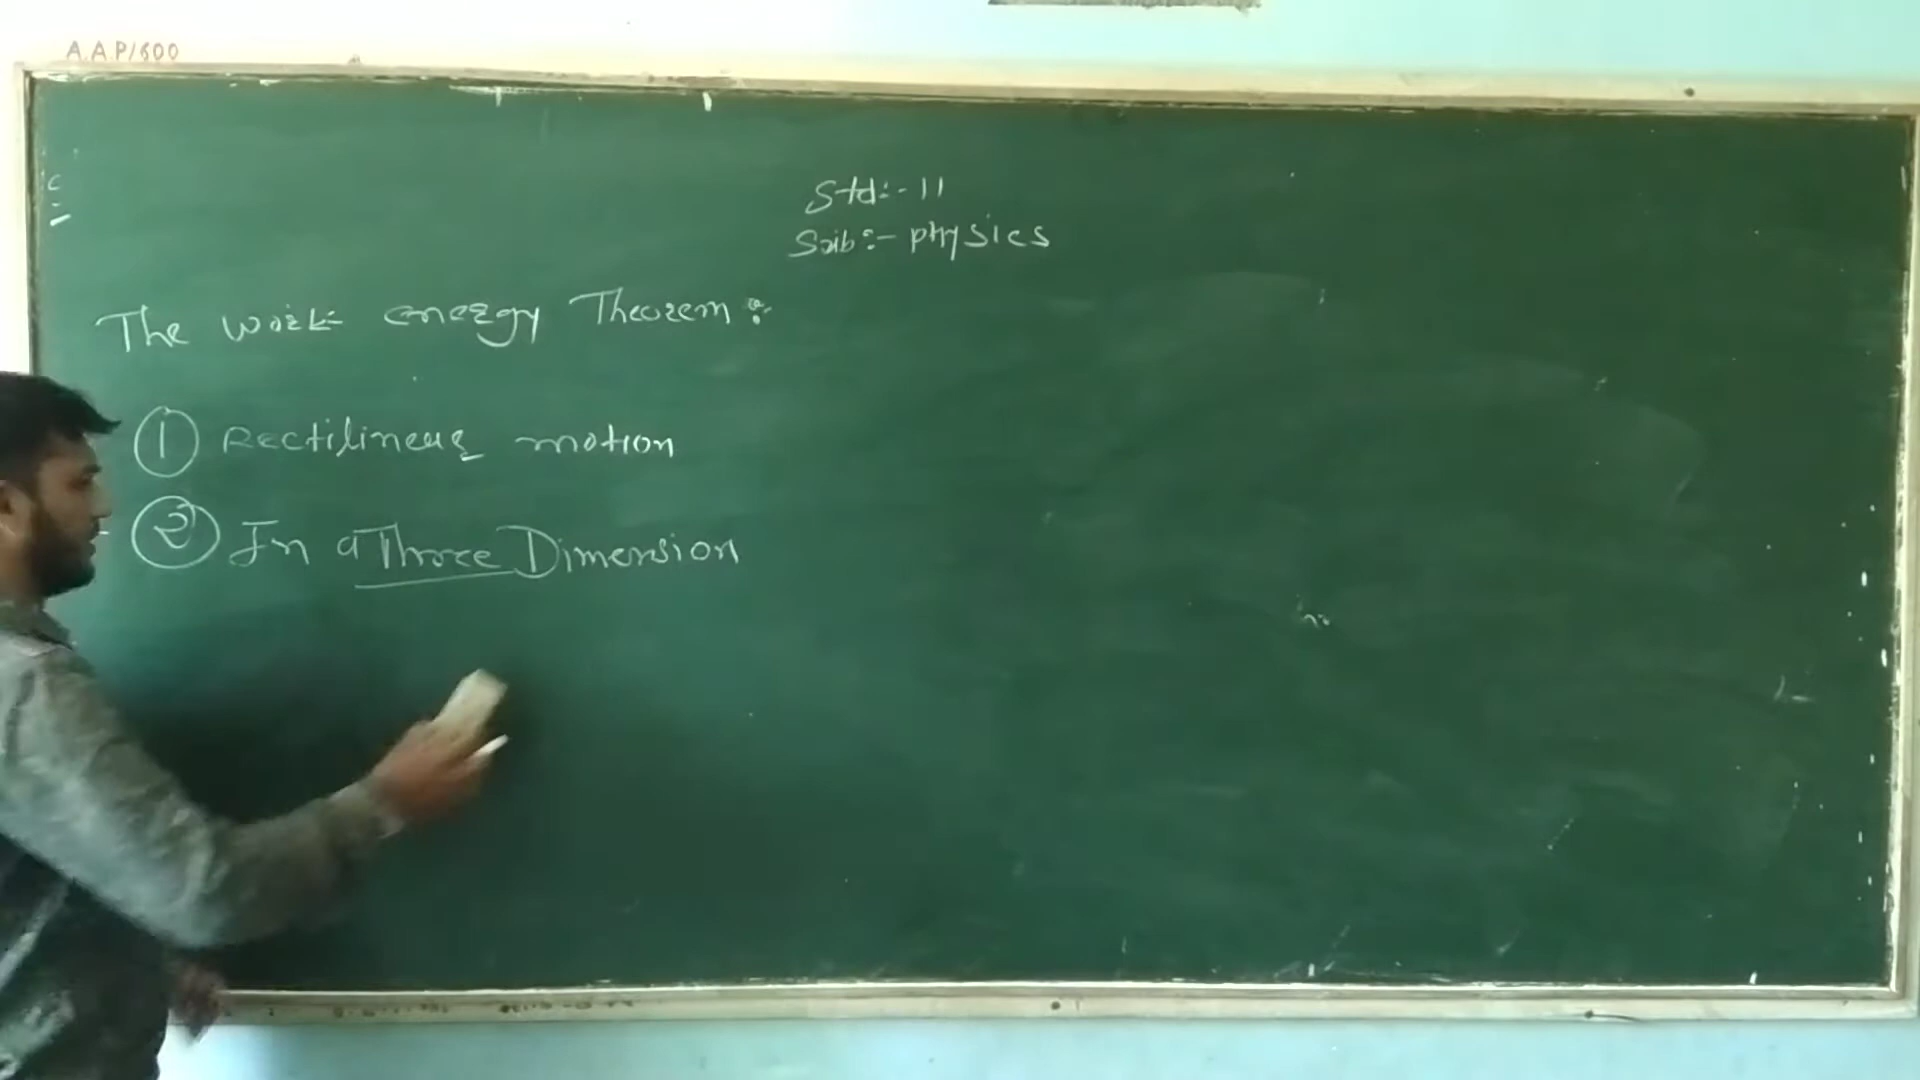 A.A.P/600
Std:- 11
Sub:- physics
The work energy Theorem:-
① Rectilinear motion
② In a Three Dimension